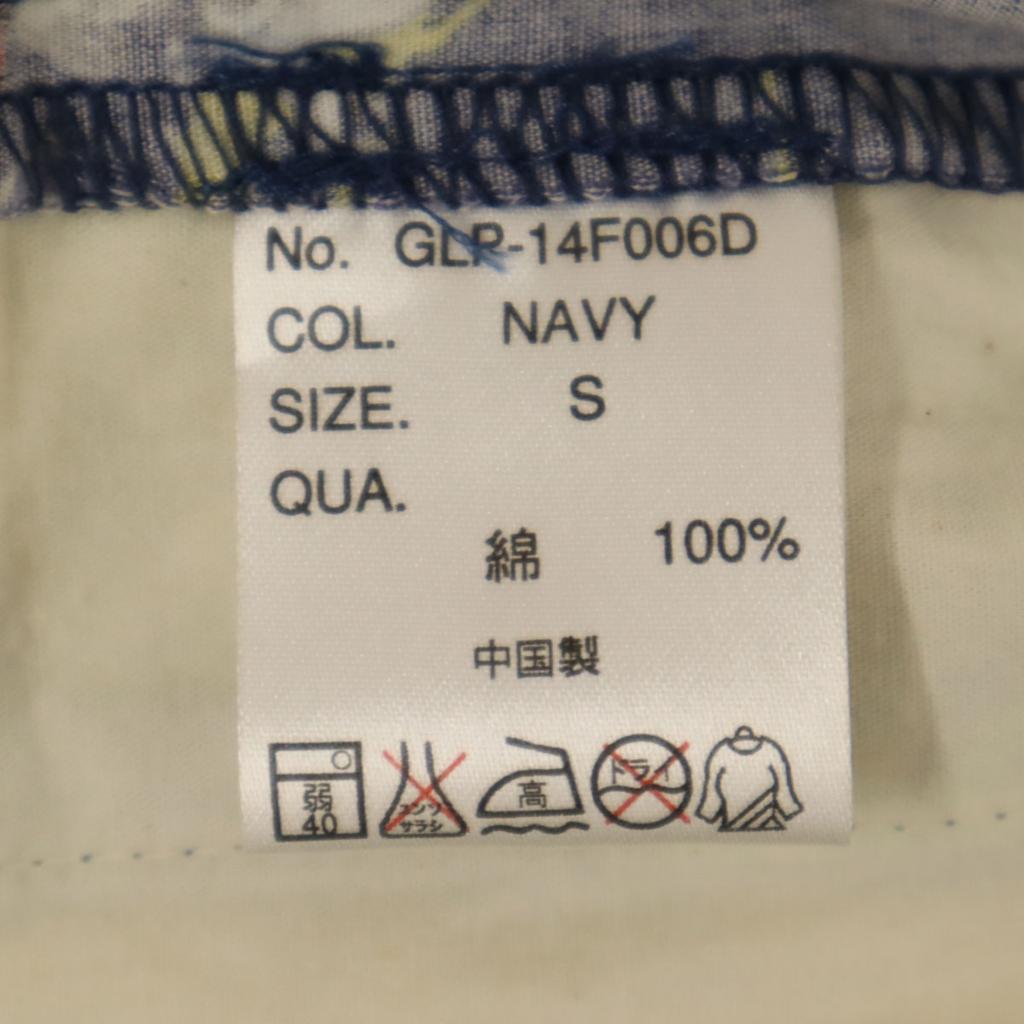 No. GLP-14F006D
COL. NAVY
SIZE. S
QUA.
綿 100%
中国製
弱
40
エンソ
サラシ
高
ドライ